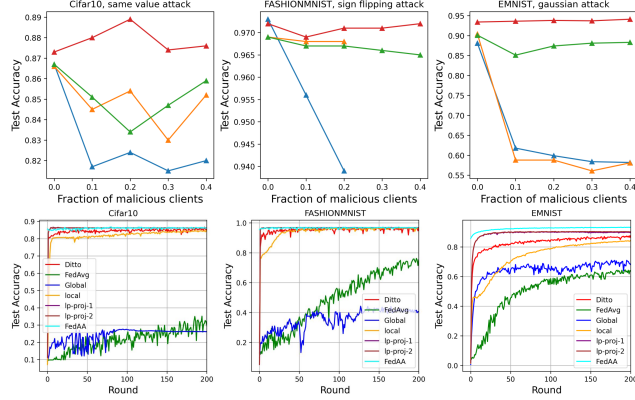 Cifar10, same value attack
Test Accuracy
0.89
0.88
0.87
0.86
0.85
0.84
0.83
0.82
0.0 0.1 0.2 0.3 0.4
Fraction of malicious clients
FASHIONMNIST, sign flipping attack
Test Accuracy
0.970
0.965
0.960
0.955
0.950
0.945
0.940
0.0 0.1 0.2 0.3 0.4
Fraction of malicious clients
EMNIST, gaussian attack
Test Accuracy
0.95
0.90
0.85
0.80
0.75
0.70
0.65
0.60
0.55
0.0 0.1 0.2 0.3 0.4
Fraction of malicious clients
Cifar10
Test Accuracy
0.9
0.8
0.7
0.6
0.5
0.4
0.3
0.2
0.1
Ditto
FedAvg
Global
local
lp-proj-1
lp-proj-2
FedAA
0 50 100 150 200
Round
FASHIONMNIST
Test Accuracy
0.8
0.6
0.4
0.2
Ditto
FedAvg
Global
local
lp-proj-1
lp-proj-2
FedAA
0 50 100 150 200
Round
EMNIST
Test Accuracy
0.8
0.6
0.4
0.2
0.0
Ditto
FedAvg
Global
local
lp-proj-1
lp-proj-2
FedAA
0 50 100 150 200
Round